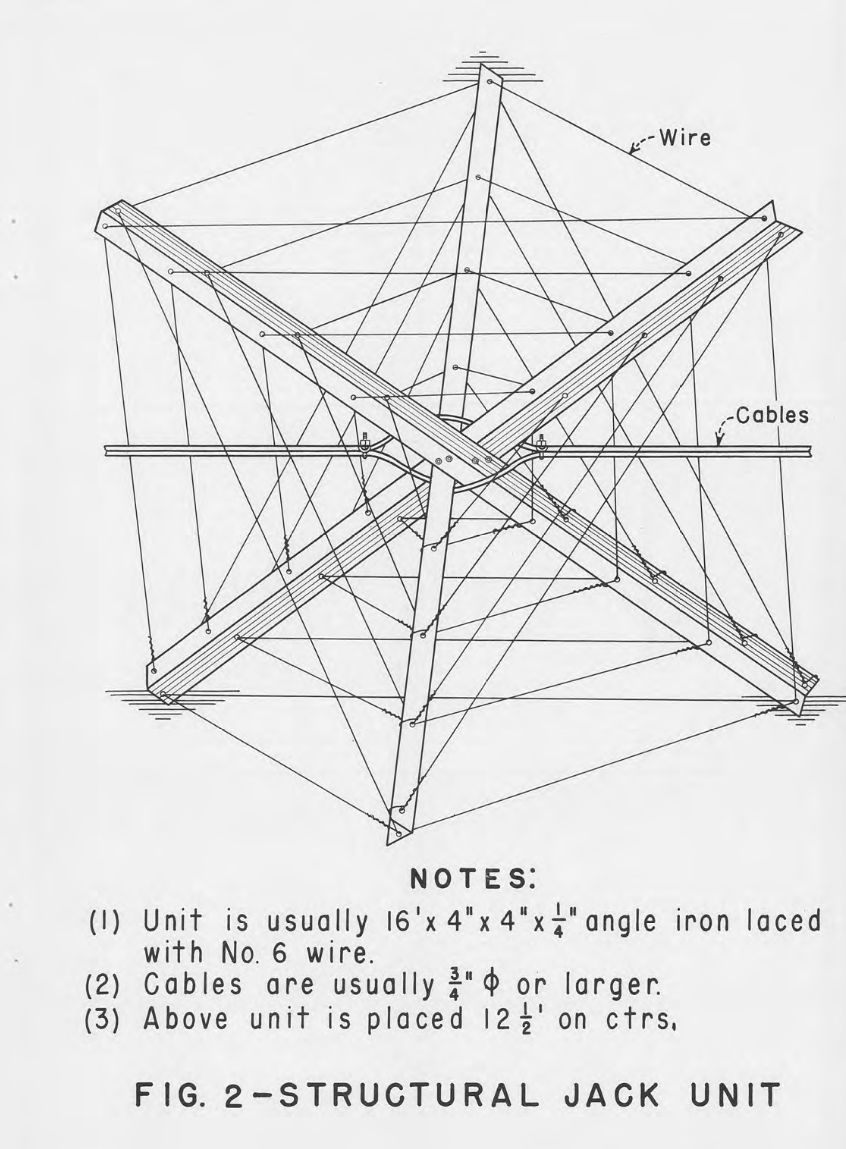 Wire
Cables
NOTES:
(1) Unit is usually 16'x 4"x 4"x 1/4" angle iron laced
with No. 6 wire.
(2) Cables are usually 3/4" ϕ or larger.
(3) Above unit is placed 12 1/2' on ctrs.
FIG. 2-STRUCTURAL JACK UNIT